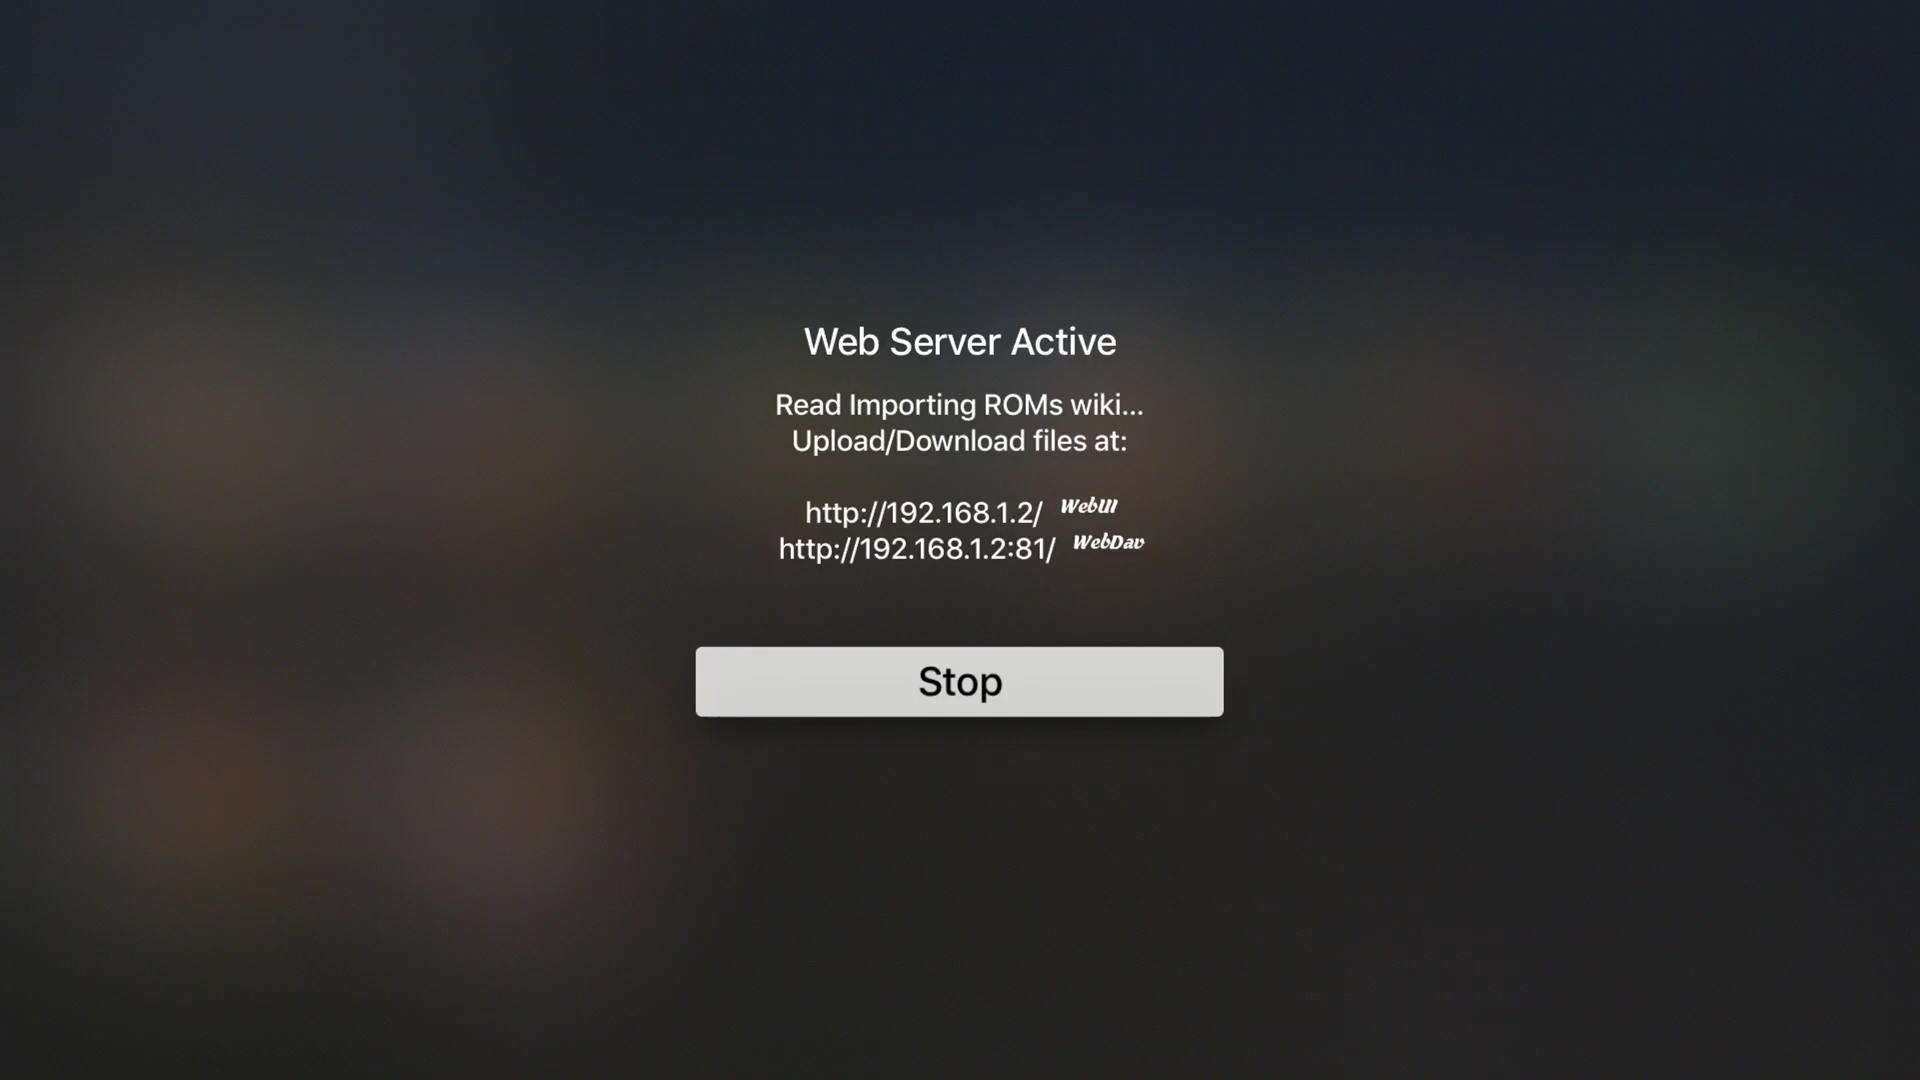 Web Server Active
Read Importing ROMs wiki...
Upload/Download files at:
http://192.168.1.2/ WebUI
http://192.168.1.2:81/ WebDav
Stop